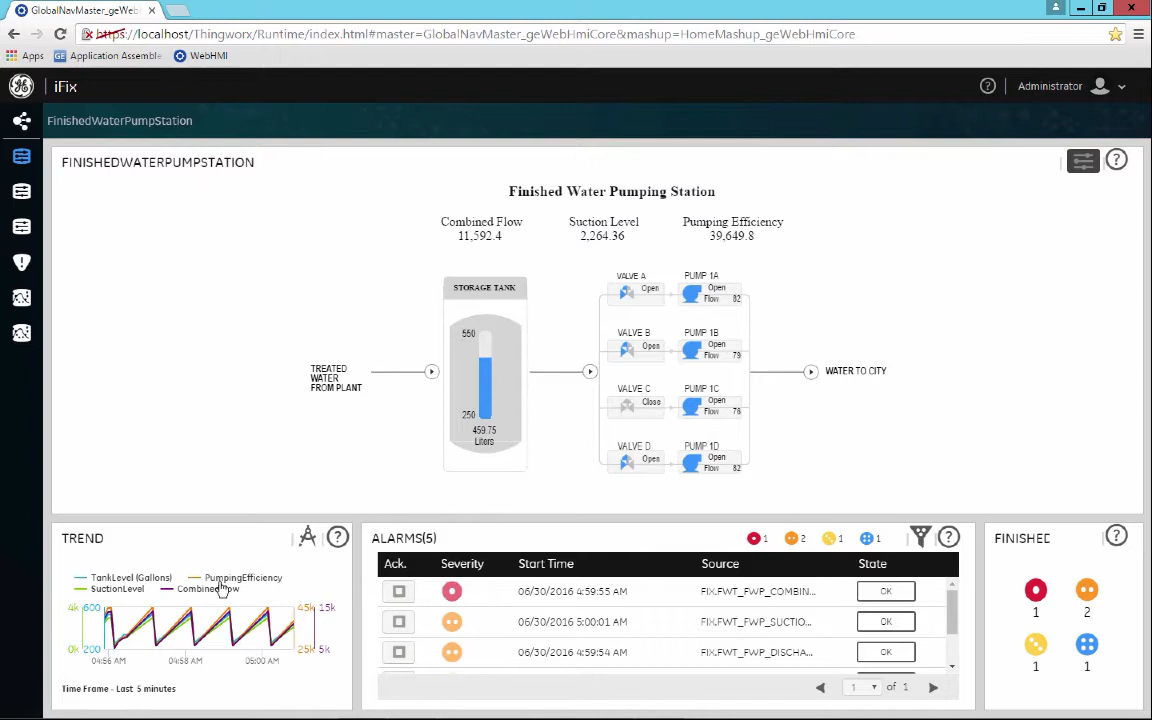 GlobalNavMaster_geWebHm
https://localhost/Thingworx/Runtime/index.html#master=GlobalNavMaster_geWebHmiCore&mashup=HomeMashup_geWebHmiCore
Apps GE Application Assemble WebHMI
iFix Administrator
FinishedWaterPumpStation
FINISHEDWATERPUMPSTATION
Finished Water Pumping Station
Combined Flow Suction Level Pumping Efficiency
11,592.4 2,264.36 39,649.8
VALVE A PUMP 1A
STORAGE TANK Open Open
Flow 82
550 VALVE B PUMP 1B
Open Open
Flow 79
TREATED
WATER
FROM PLANT
WATER TO CITY
VALVE C PUMP 1C
Close Open
Flow 76
250
459.75
Liters
VALVE D PUMP 1D
Open Open
Flow 82
TREND ALARMS(5) 1 2 1 1 FINISHED
Ack. Severity Start Time Source State
TankLevel (Gallons) PumpingEfficiency
SuctionLevel
06/30/2016 4:59:55 AM FIX.FWT_FWP_COMBIN... OK
4k 600 45k 15k
06/30/2016 5:00:01 AM FIX.FWT_FWP_SUCTIO... OK
1 2
0k 200 25k 5k
06/30/2016 4:59:54 AM FIX.FWT_FWP_DISCHA... OK
04:56 AM 04:58 AM 05:00 AM
1 1
Time Frame - Last 5 minutes
1 of 1